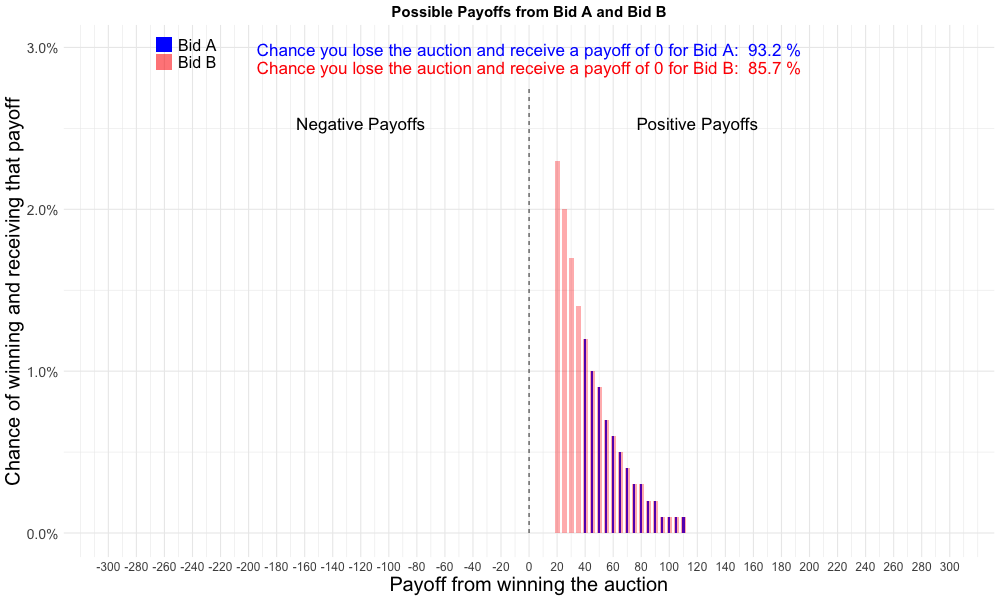 Possible Payoffs from Bid A and Bid B
Bid A
Bid B
Chance you lose the auction and receive a payoff of 0 for Bid A: 93.2 %
Chance you lose the auction and receive a payoff of 0 for Bid B: 85.7 %
Negative Payoffs
Positive Payoffs
Chance of winning and receiving that payoff
3.0%
2.0%
1.0%
0.0%
-300 -280 -260 -240 -220 -200 -180 -160 -140 -120 -100 -80 -60 -40 -20 0 20 40 60 80 100 120 140 160 180 200 220 240 260 280 300
Payoff from winning the auction